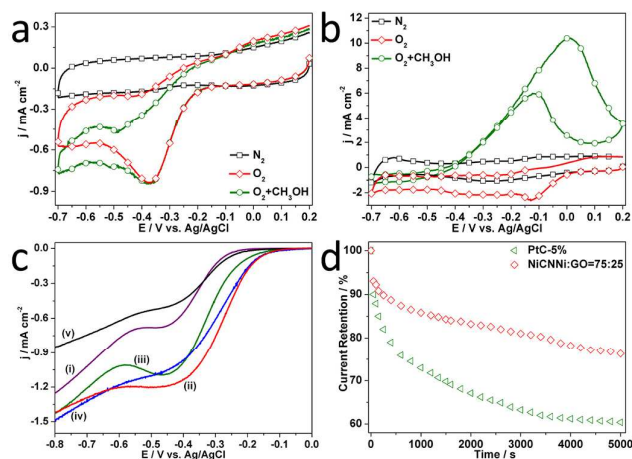 a
0.3
0.0
-0.3
-0.6
-0.9
j / mA cm⁻²
N₂
O₂
O₂+CH₃OH
-0.7 -0.6 -0.5 -0.4 -0.3 -0.2 -0.1 0.0 0.1 0.2
E / V vs. Ag/AgCl
b
12
10
8
6
4
2
0
-2
j / mA cm⁻²
N₂
O₂
O₂+CH₃OH
-0.7 -0.6 -0.5 -0.4 -0.3 -0.2 -0.1 0.0 0.1 0.2
E / V vs. Ag/AgCl
c
0.0
-0.3
-0.6
-0.9
-1.2
-1.5
j / mA cm⁻²
(v)
(i)
(iii)
(ii)
(iv)
-0.8 -0.7 -0.6 -0.5 -0.4 -0.3 -0.2 -0.1 0.0
E / V vs. Ag/AgCl
d
100
90
80
70
60
Current Retention / %
PtC-5%
NiCNNi:GO=75:25
0 1000 2000 3000 4000 5000
Time / s